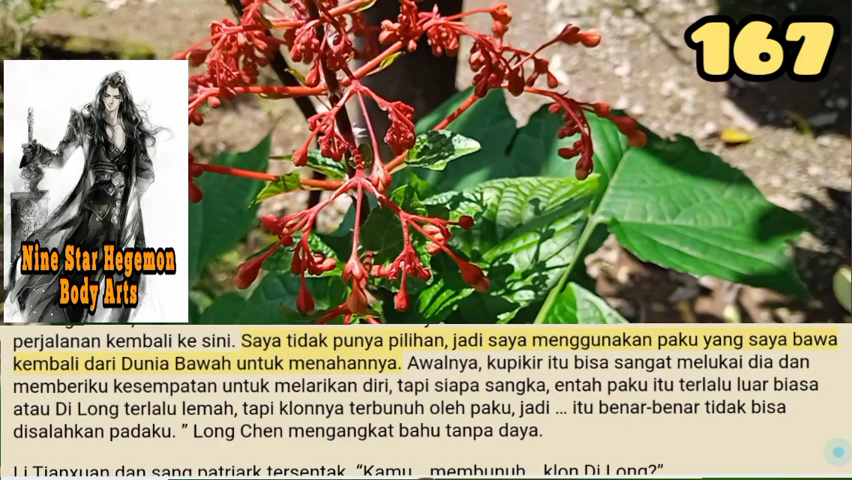 167
Nine Star Hegemon
Body Arts
perjalanan kembali ke sini. Saya tidak punya pilihan, jadi saya menggunakan paku yang saya bawa
kembali dari Dunia Bawah untuk menahannya. Awalnya, kupikir itu bisa sangat melukai dia dan
memberiku kesempatan untuk melarikan diri, tapi siapa sangka, entah paku itu terlalu luar biasa
atau Di Long terlalu lemah, tapi klonnya terbunuh oleh paku, jadi ... itu benar-benar tidak bisa
disalahkan padaku. ” Long Chen mengangkat bahu tanpa daya.
Li Tianxuan dan sang patriark tersentak. “Kamu... membunuh... klon Di Long?”